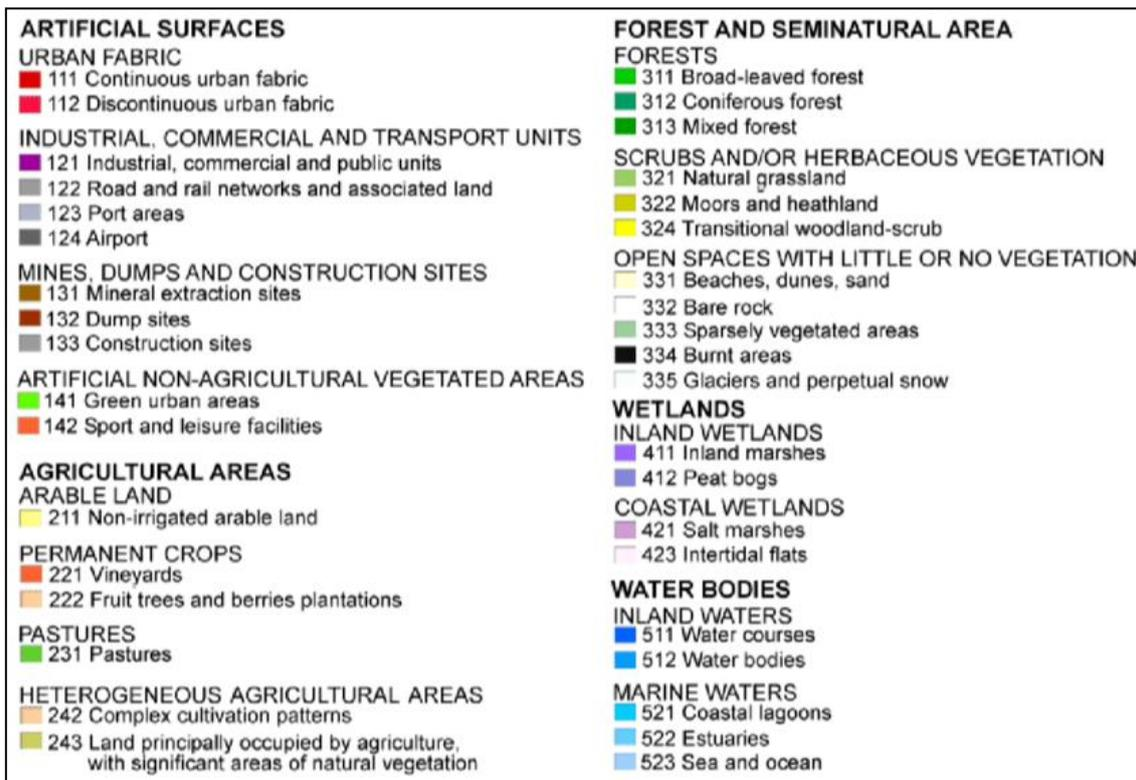 ARTIFICIAL SURFACES
URBAN FABRIC
111 Continuous urban fabric
112 Discontinuous urban fabric
INDUSTRIAL, COMMERCIAL AND TRANSPORT UNITS
121 Industrial, commercial and public units
122 Road and rail networks and associated land
123 Port areas
124 Airport
MINES, DUMPS AND CONSTRUCTION SITES
131 Mineral extraction sites
132 Dump sites
133 Construction sites
ARTIFICIAL NON-AGRICULTURAL VEGETATED AREAS
141 Green urban areas
142 Sport and leisure facilities
AGRICULTURAL AREAS
ARABLE LAND
211 Non-irrigated arable land
PERMANENT CROPS
221 Vineyards
222 Fruit trees and berries plantations
PASTURES
231 Pastures
HETEROGENEOUS AGRICULTURAL AREAS
242 Complex cultivation patterns
243 Land principally occupied by agriculture,
with significant areas of natural vegetation
FOREST AND SEMINATURAL AREA
FORESTS
311 Broad-leaved forest
312 Coniferous forest
313 Mixed forest
SCRUBS AND/OR HERBACEOUS VEGETATION
321 Natural grassland
322 Moors and heathland
324 Transitional woodland-scrub
OPEN SPACES WITH LITTLE OR NO VEGETATION
331 Beaches, dunes, sand
332 Bare rock
333 Sparsely vegetated areas
334 Burnt areas
335 Glaciers and perpetual snow
WETLANDS
INLAND WETLANDS
411 Inland marshes
412 Peat bogs
COASTAL WETLANDS
421 Salt marshes
423 Intertidal flats
WATER BODIES
INLAND WATERS
511 Water courses
512 Water bodies
MARINE WATERS
521 Coastal lagoons
522 Estuaries
523 Sea and ocean